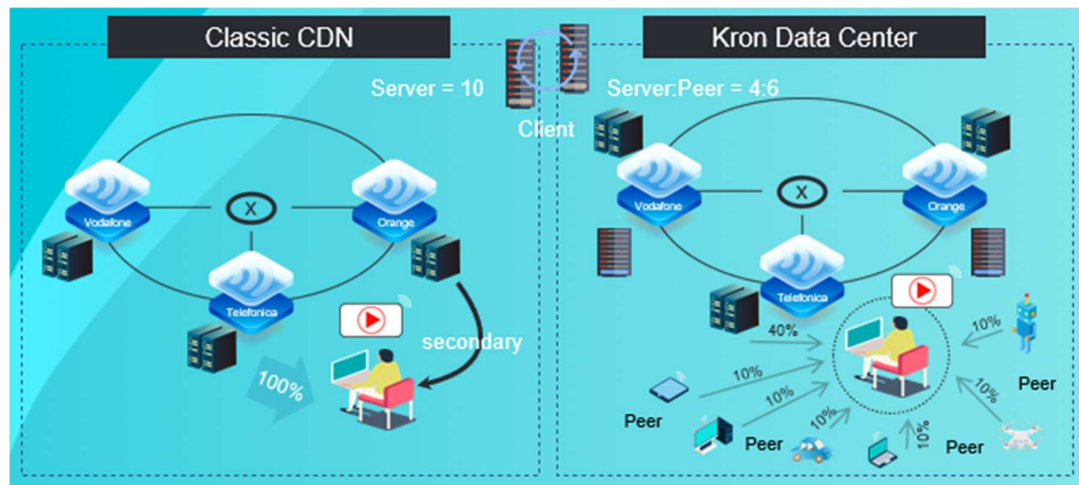 Classic CDN
Kron Data Center
Server = 10
Client
Server:Peer = 4:6
Vodafone
X
Orange
Telefonica
secondary
100%
Vodafone
X
Orange
Telefonica
40%
10%
10%
10%
10%
10%
10%
Peer
Peer
Peer
Peer